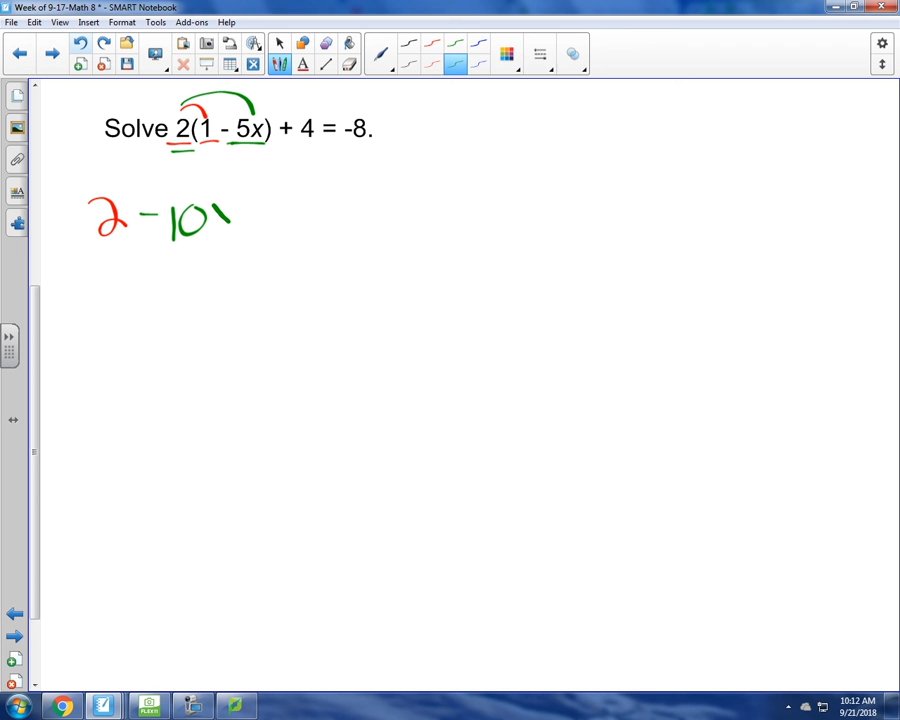 Week of 9-17-Math 8 * - SMART Notebook
File Edit View Insert Format Tools Add-ons Help
Solve 2(1 - 5x) + 4 = -8.
2 - 10
10:12 AM
9/21/2018